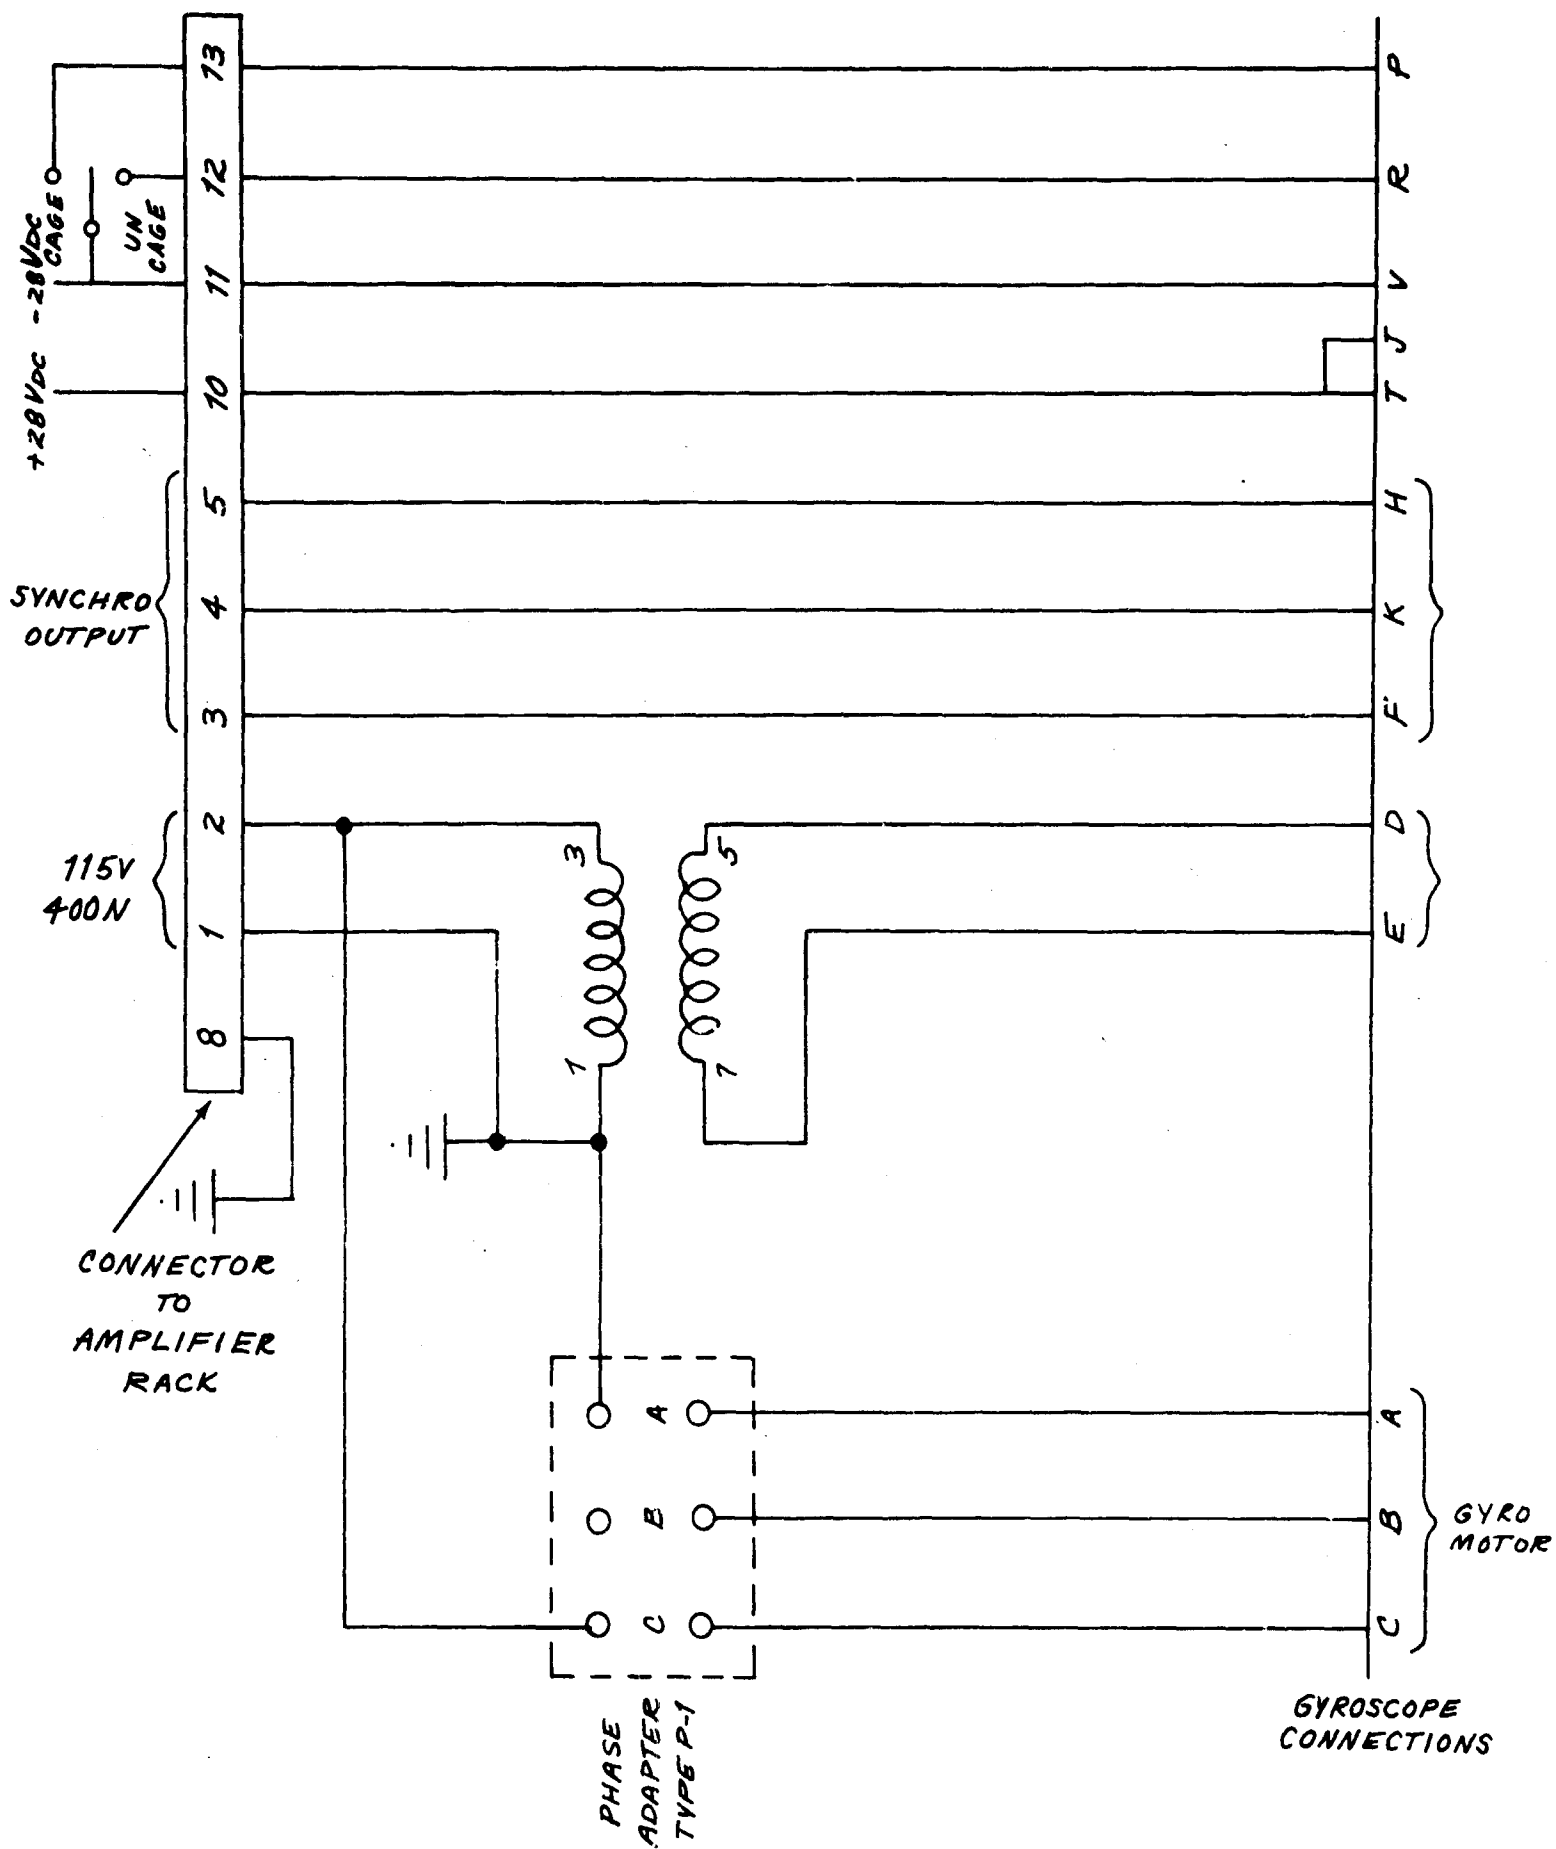 13
P
12
R
-28VDC
CAGE
UN
CAGE
11
V
J
+28VDC
10
T
5
H
SYNCHRO
OUTPUT
4
K
3
F
2
3
5
D
115V
400N
1
E
8
1
7
CONNECTOR
TO
AMPLIFIER
RACK
A
A
B
B
C
C
GYRO
MOTOR
PHASE
ADAPTER
TYPE P-1
GYROSCOPE
CONNECTIONS